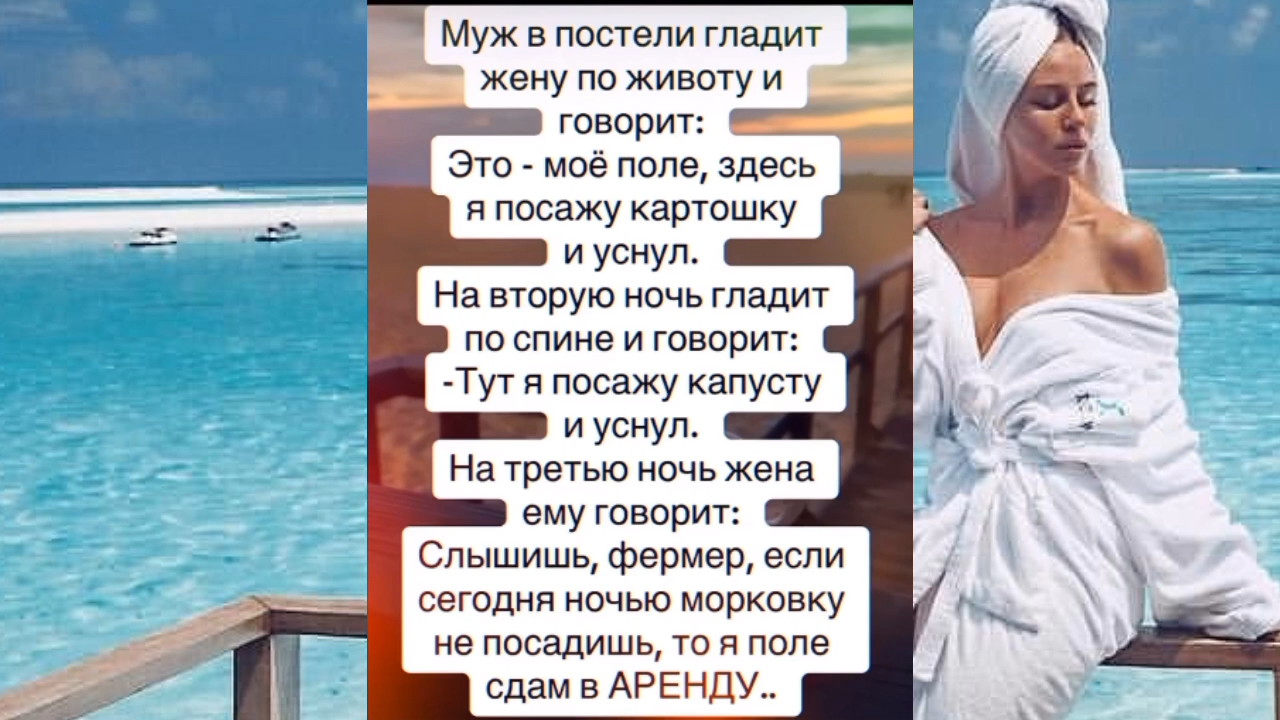 Муж в постели гладит
жену по животу и
говорит:
Это - моё поле, здесь
я посажу картошку
и уснул.
На вторую ночь гладит
по спине и говорит:
-Тут я посажу капусту
и уснул.
На третью ночь жена
ему говорит:
Слышишь, фермер, если
сегодня ночью морковку
не посадишь, то я поле
сдам в АРЕНДУ..